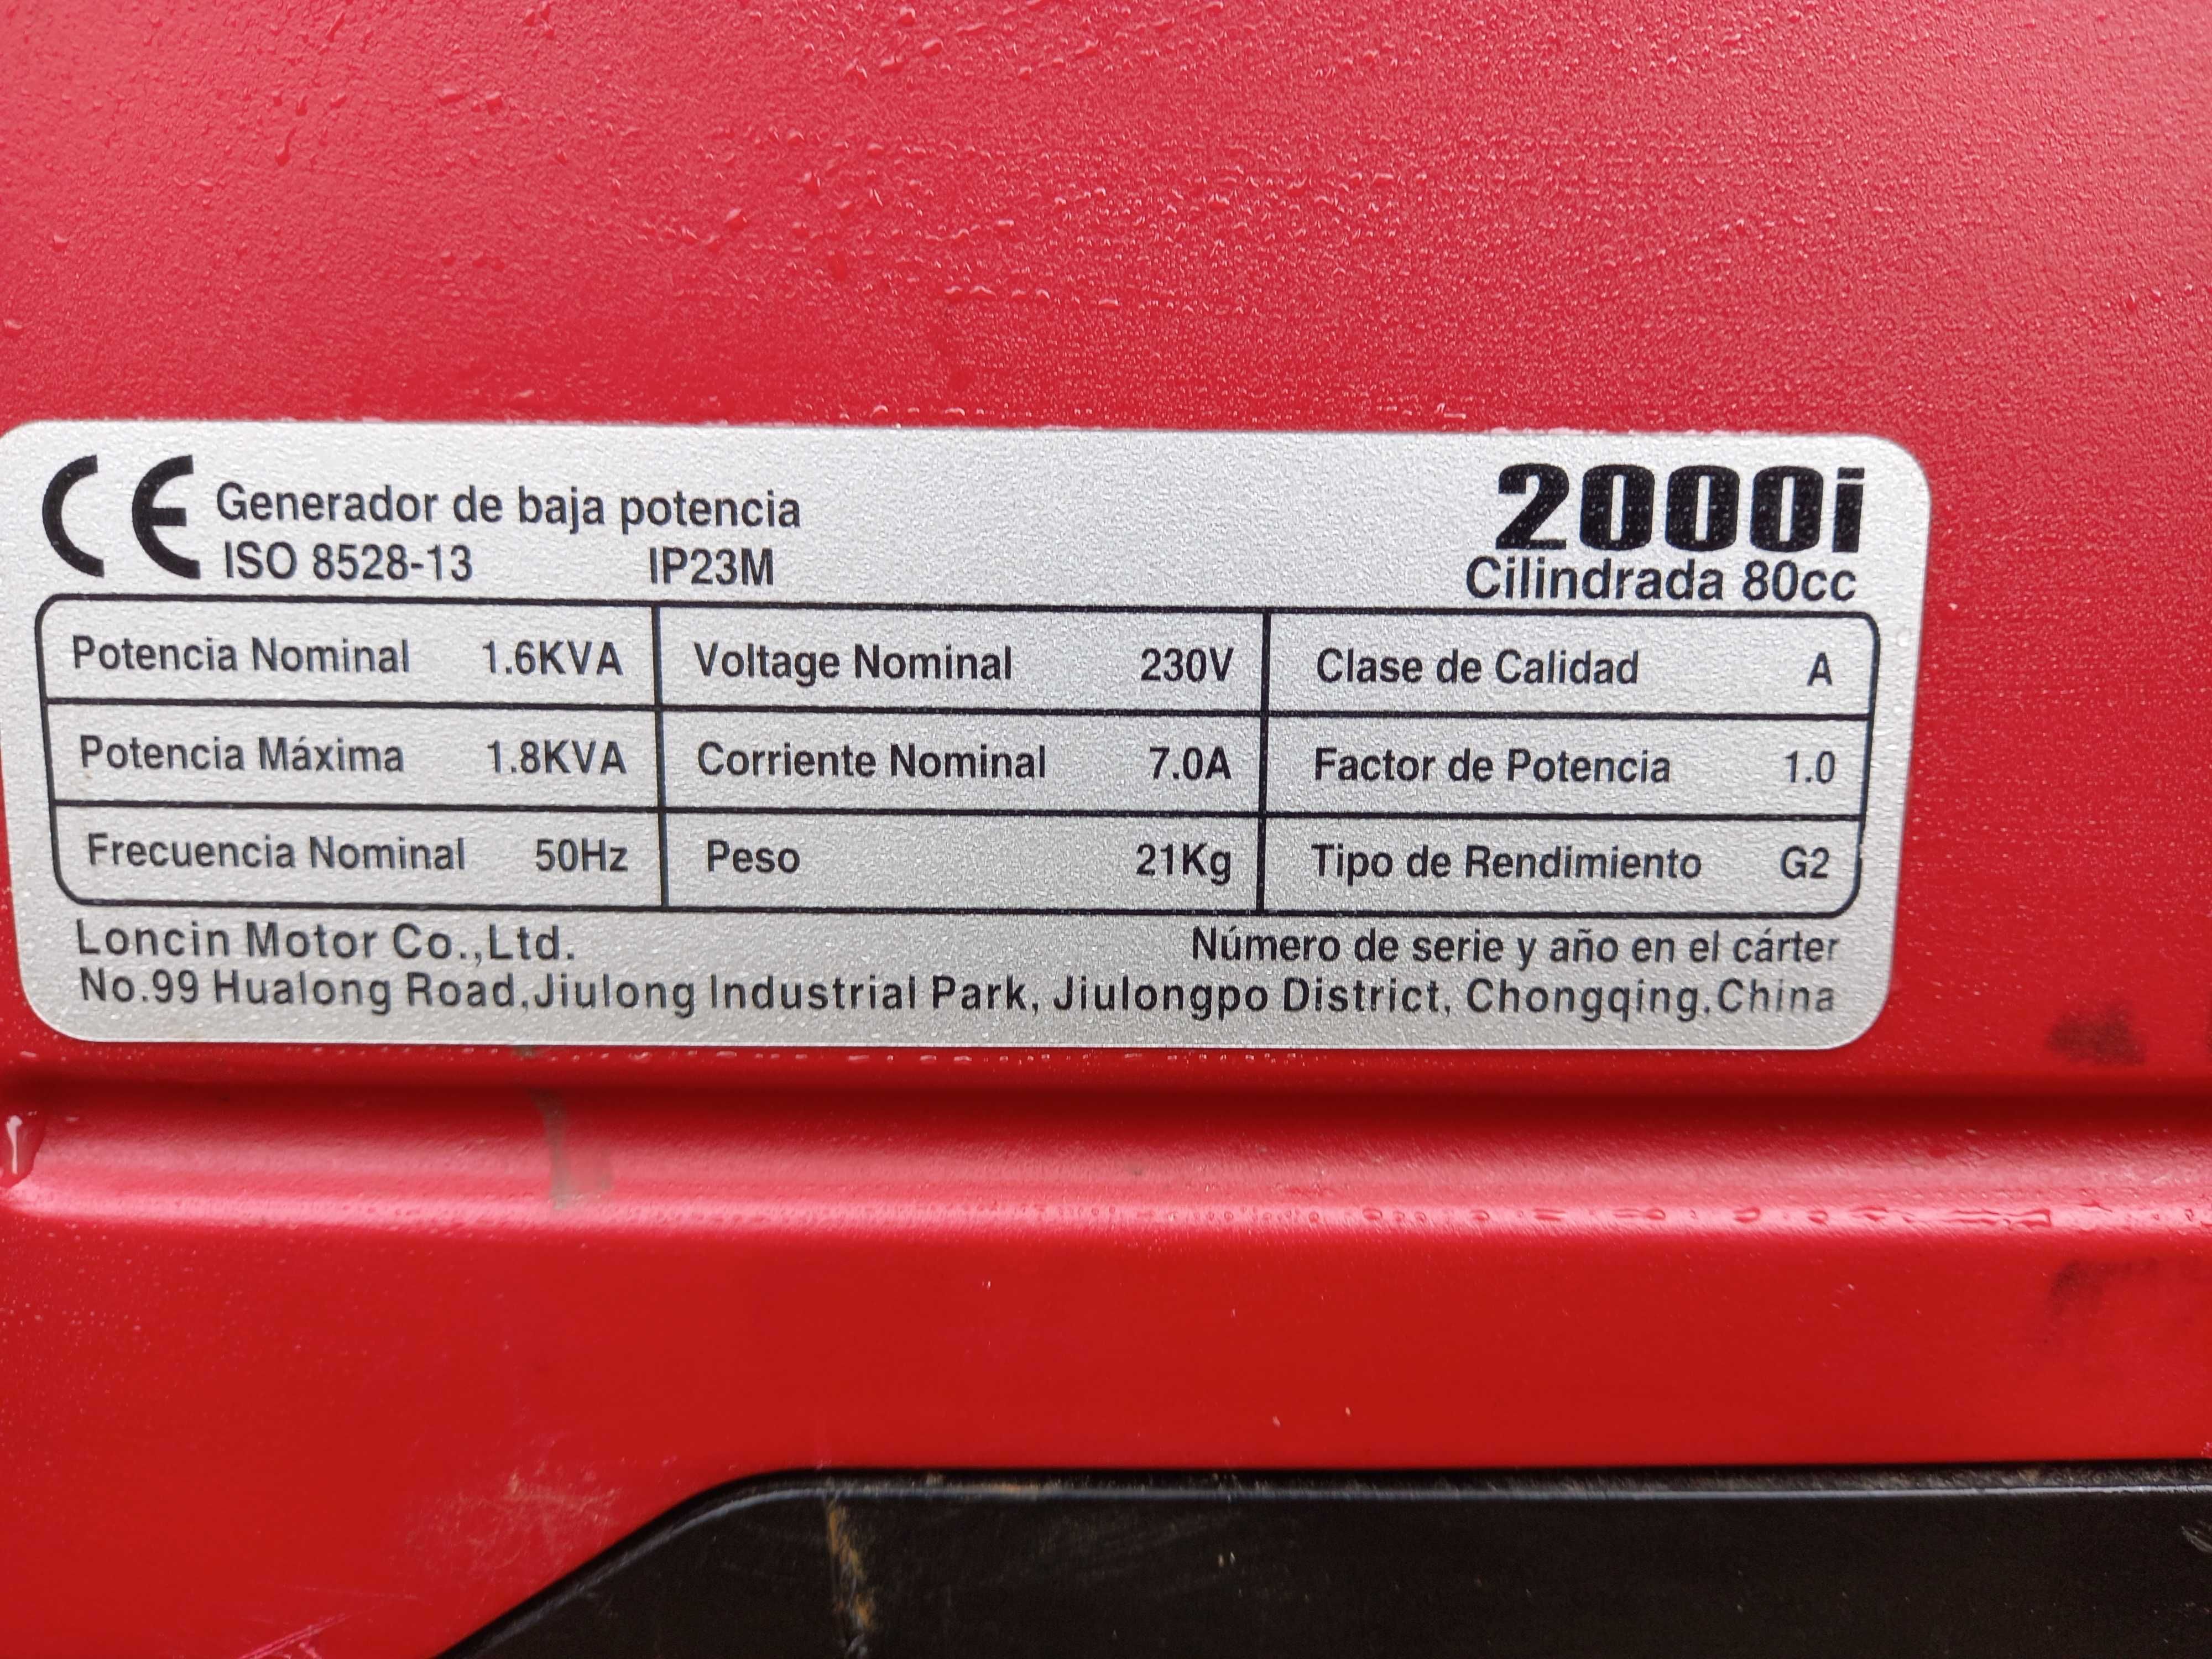 CE Generador de baja potencia 2000i
ISO 8528-13 IP23M Cilindrada 80cc
Potencia Nominal 1.6KVA Voltage Nominal 230V Clase de Calidad A
Potencia Máxima 1.8KVA Corriente Nominal 7.0A Factor de Potencia 1.0
Frecuencia Nominal 50Hz Peso 21Kg Tipo de Rendimiento G2
Loncin Motor Co.,Ltd. Número de serie y año en el cárter
No.99 Hualong Road,Jiulong Industrial Park, Jiulongpo District, Chongqing.China